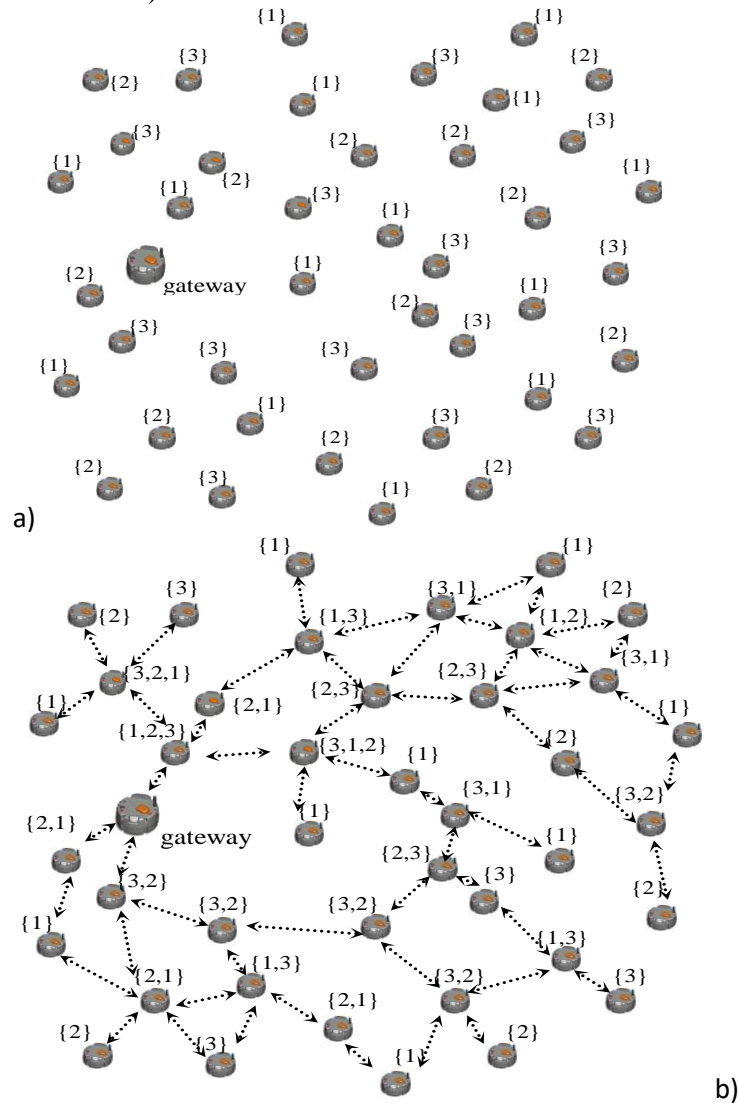 {1} {1}
{3} {3} {2}
{2} {1} {1}
{3} {3}
{2} {2}
{1} {2} {1}
{1} {3} {2}
{1}
{3} {3}
gateway {1}
{2} {1}
{2}
{3} {3}
{3} {3} {2}
{1} {1}
{1}
{2} {3} {3}
{2}
{2} {3} {2}
{1}
a)
{1} {1}
{3} {3,1} {2}
{2} {1,3} {1,2}
{3,2,1} {2,3} {2,3} {3,1}
{1} {2,1} {1}
{1,2,3} {3,1,2} {2}
{1} {3,1} {3,2}
{1} {1}
gateway
{2,1} {2,3}
{3,2} {3} {2}
{1} {3,2} {3,2} {1,3}
{2,1} {1,3} {3,2} {3}
{2,1}
{2} {3} {2}
{1}
b)